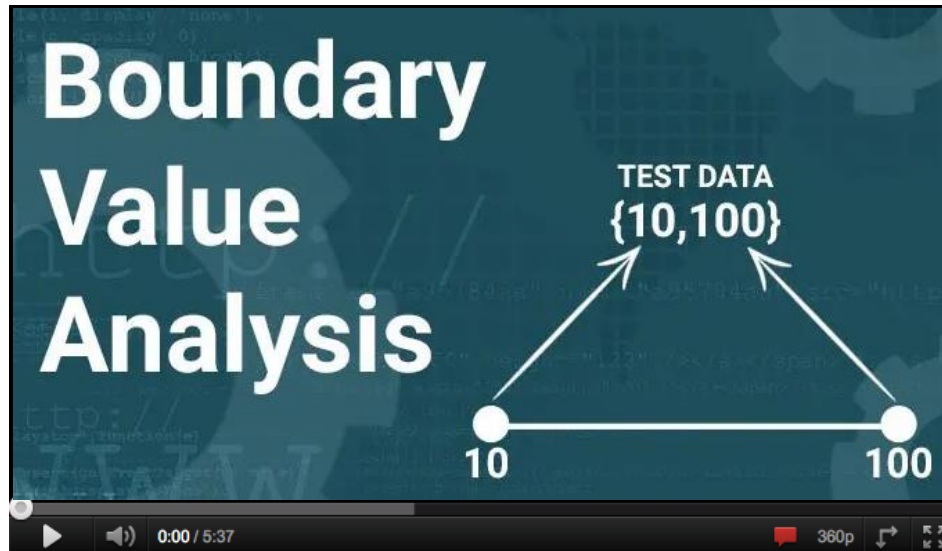 Boundary
Value
Analysis
TEST DATA
{10,100}
10
100
0:00 / 5:37
360p